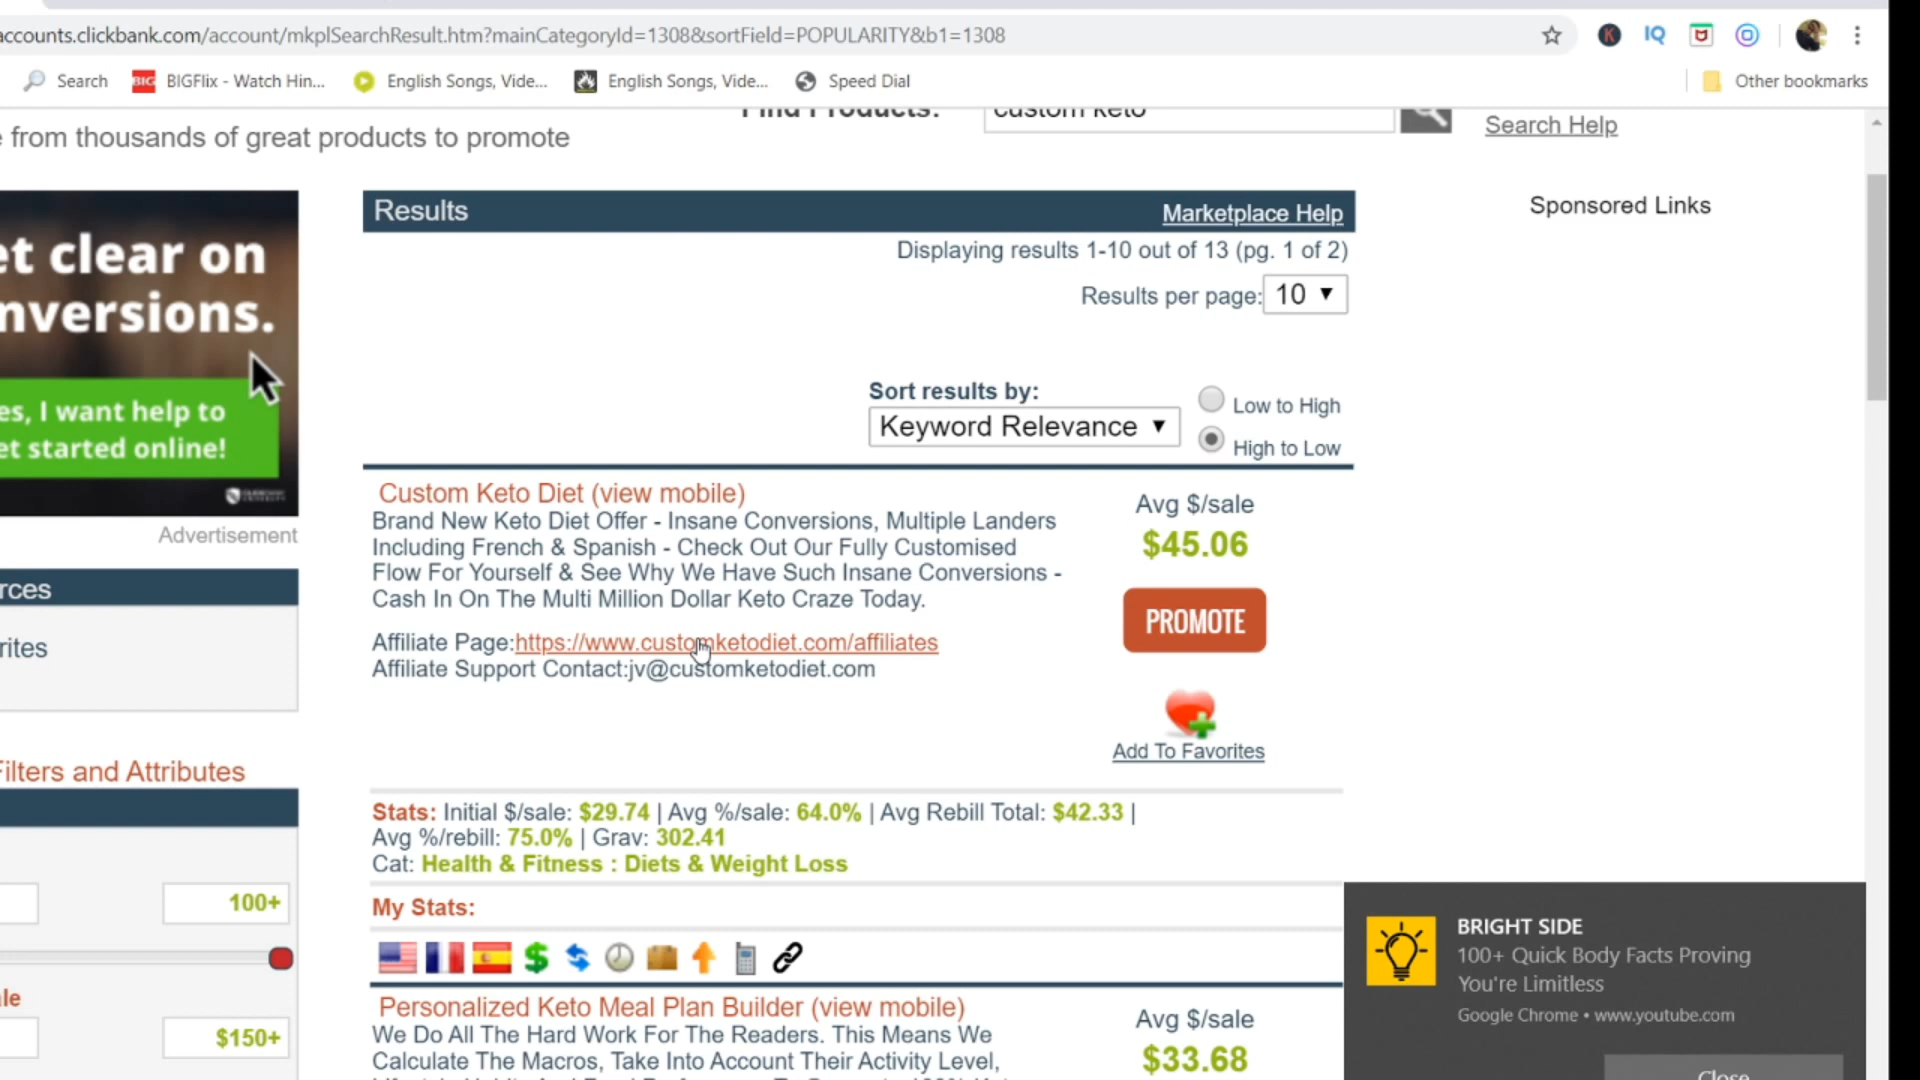 accounts.clickbank.com/account/mkplSearchResult.htm?mainCategoryId=1308&sortField=POPULARITY&b1=1308
Search BIG BIGFlix - Watch Hin... English Songs, Vide... English Songs, Vide... Speed Dial Other bookmarks
Find Products: custom keto Search Help
e from thousands of great products to promote
et clear on
nversions.
es, I want help to
et started online!
Advertisement
rces
rites
Filters and Attributes
100+
le
$150+
Results Marketplace Help
Displaying results 1-10 out of 13 (pg. 1 of 2)
Results per page: 10
Sort results by:
Keyword Relevance
Low to High
High to Low
Custom Keto Diet (view mobile)
Brand New Keto Diet Offer - Insane Conversions, Multiple Landers
Including French & Spanish - Check Out Our Fully Customised
Flow For Yourself & See Why We Have Such Insane Conversions -
Cash In On The Multi Million Dollar Keto Craze Today.
Affiliate Page:https://www.customketodiet.com/affiliates
Affiliate Support Contact:jv@customketodiet.com
Avg $/sale
$45.06
PROMOTE
Add To Favorites
Stats: Initial $/sale: $29.74 | Avg %/sale: 64.0% | Avg Rebill Total: $42.33 |
Avg %/rebill: 75.0% | Grav: 302.41
Cat: Health & Fitness : Diets & Weight Loss
My Stats:
Personalized Keto Meal Plan Builder (view mobile)
We Do All The Hard Work For The Readers. This Means We
Calculate The Macros, Take Into Account Their Activity Level,
Avg $/sale
$33.68
Sponsored Links
BRIGHT SIDE
100+ Quick Body Facts Proving
You're Limitless
Google Chrome • www.youtube.com
Close